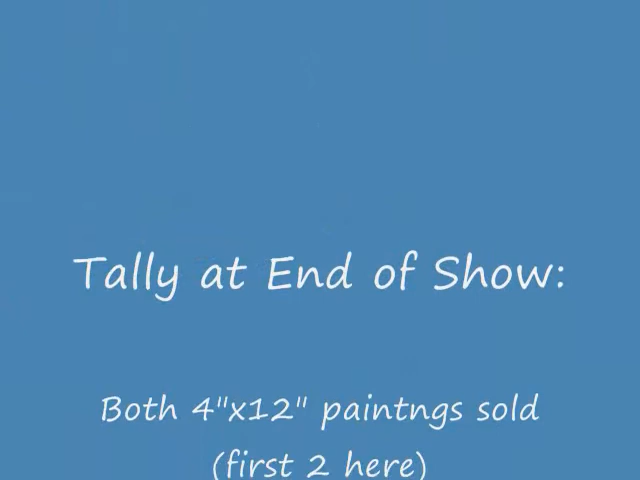 Tally at End of Show:
Both 4"x12" paintngs sold
(first 2 here)